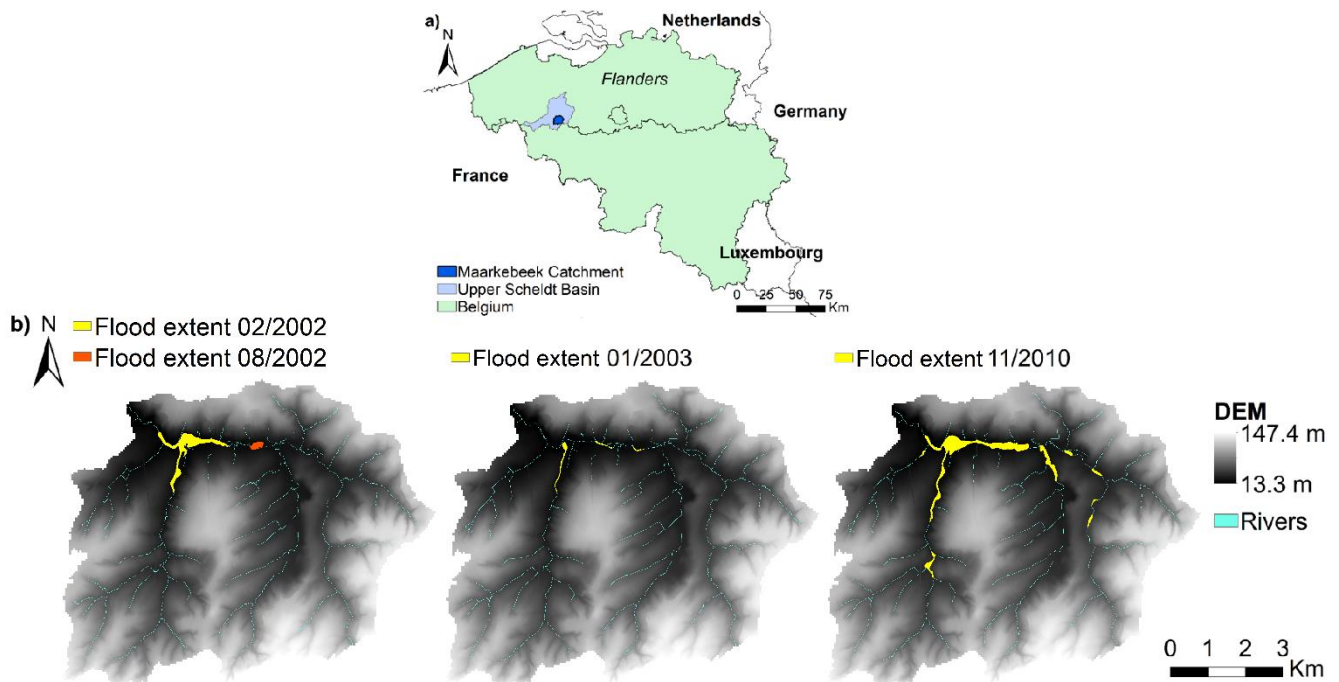 a)
Netherlands
N
Flanders
Germany
France
Luxembourg
Maarkebeek Catchment
Upper Scheldt Basin
Belgium
0 25 50 75
Km
b) N
Flood extent 02/2002
Flood extent 08/2002
Flood extent 01/2003
Flood extent 11/2010
DEM
147.4 m
13.3 m
Rivers
0 1 2 3
Km